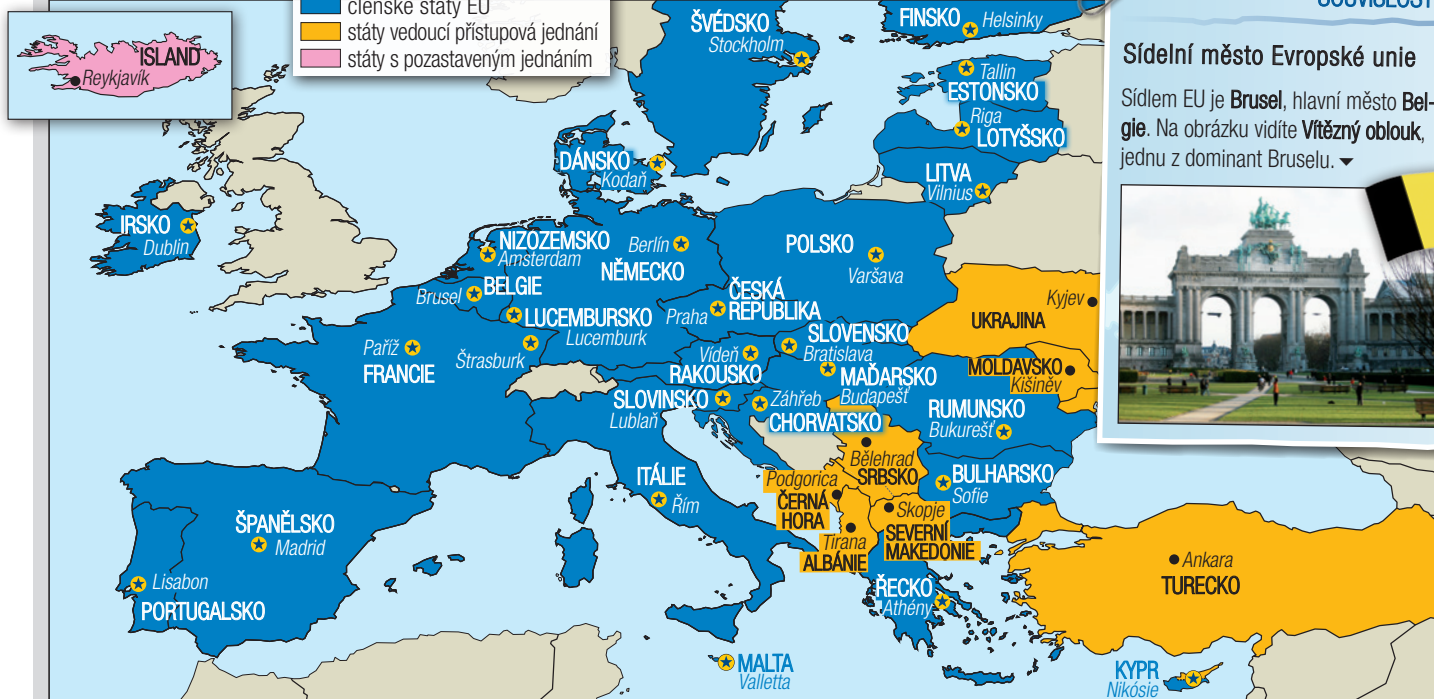 členské státy EU
státy vedoucí přístupová jednání
státy s pozastaveným jednáním
ISLAND
Reykjavík
ŠVÉDSKO
Stockholm
FINSKO
Helsinky
Tallin
ESTONSKO
Riga
LOTYŠSKO
LITVA
Vilnius
DÁNSKO
Kodaň
IRSKO
Dublin
NIZOZEMSKO
Amsterdam
Berlín
NĚMECKO
POLSKO
Varšava
Brusel
BELGIE
LUCEMBURSKO
Lucemburk
Praha
ČESKÁ
REPUBLIKA
Kyjev
UKRAJINA
SLOVENSKO
Bratislava
Paříž
FRANCIE
Štrasburk
Vídeň
RAKOUSKO
MAĎARSKO
Budapešť
MOLDAVSKO
Kišiněv
SLOVINSKO
Lublaň
Záhřeb
CHORVATSKO
RUMUNSKO
Bukurešť
Bělehrad
SRBSKO
BULHARSKO
Sofie
ITÁLIE
Řím
Podgorica
ČERNÁ
HORA
Skopje
SEVERNÍ
MAKEDONIE
Tirana
ALBÁNIE
ŠPANĚLSKO
Madrid
Lisabon
PORTUGALSKO
ŘECKO
Athény
Ankara
TURECKO
MALTA
Valletta
KYPR
Nikósie
Sídelní město Evropské unie
Sídlem EU je Brusel, hlavní město Bel-
gie. Na obrázku vidíte Vítězný oblouk,
jednu z dominant Bruselu.